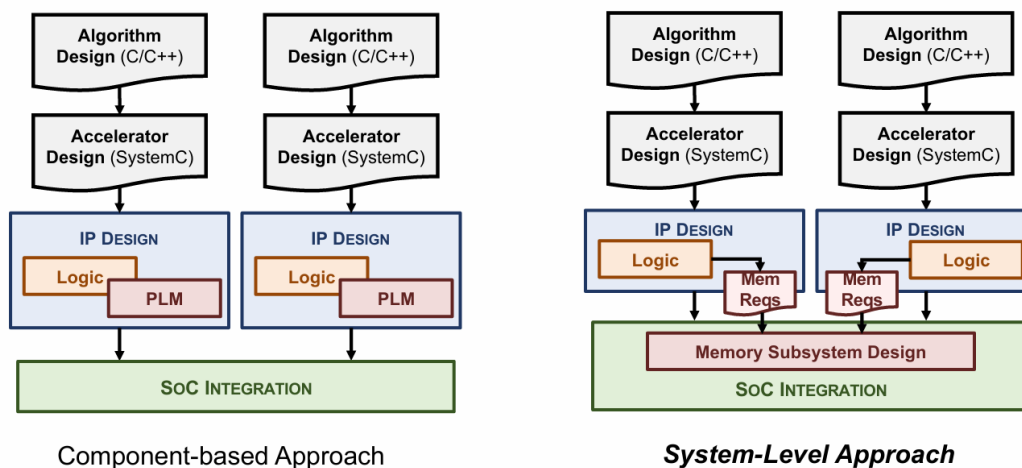 Algorithm
Design (C/C++)
Accelerator
Design (SystemC)
IP DESIGN
Logic
PLM
Algorithm
Design (C/C++)
Accelerator
Design (SystemC)
IP DESIGN
Logic
PLM
SOC INTEGRATION
Component-based Approach
Algorithm
Design (C/C++)
Accelerator
Design (SystemC)
IP DESIGN
Logic
Mem
Reqs
Algorithm
Design (C/C++)
Accelerator
Design (SystemC)
IP DESIGN
Logic
Mem
Reqs
Memory Subsystem Design
SOC INTEGRATION
System-Level Approach